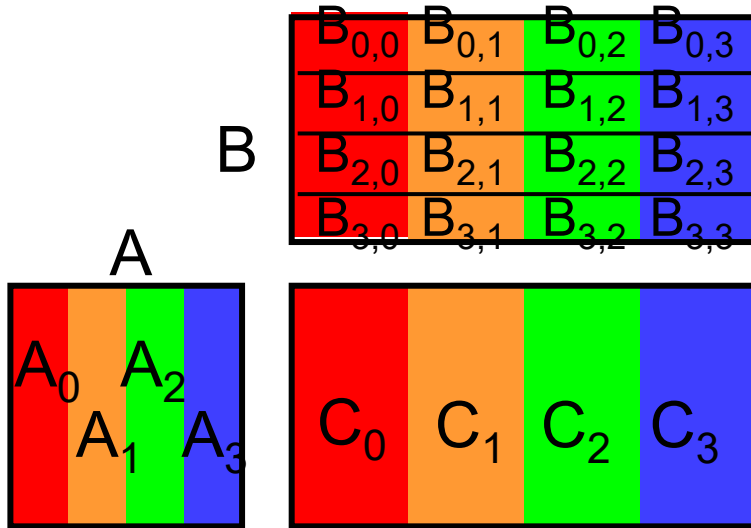 B0,0 B0,1 B0,2 B0,3
B1,0 B1,1 B1,2 B1,3
B
B2,0 B2,1 B2,2 B2,3
B3,0 B3,1 B3,2 B3,3
A
A0 A2
A1 A3
C0 C1 C2 C3